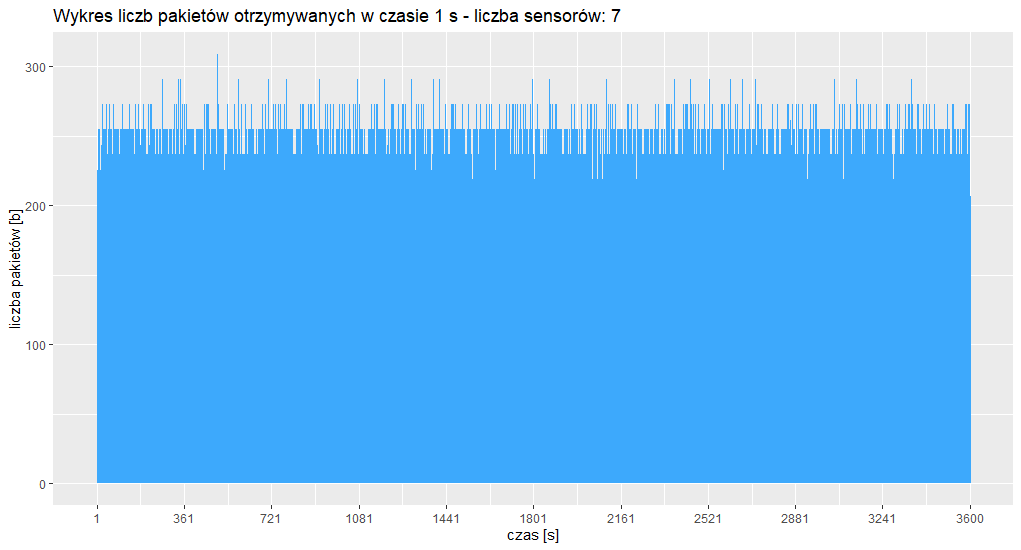 Wykres liczb pakietów otrzymywanych w czasie 1 s - liczba sensorów: 7
300
200
100
0
liczba pakietów [b]
1 361 721 1081 1441 1801 2161 2521 2881 3241 3600
czas [s]